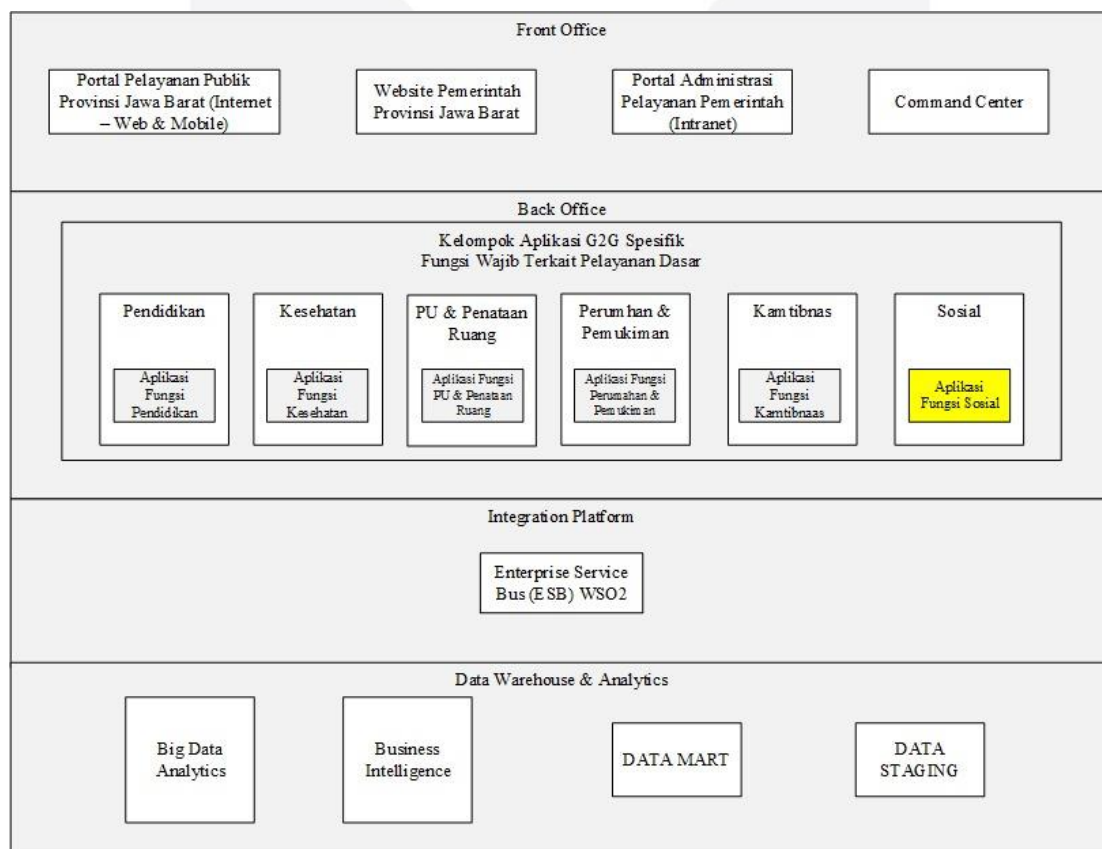 Front Office
Portal Pelayanan Publik
Provinsi Jawa Barat (Internet
– Web & Mobile)
Website Pemerintah
Provinsi Jawa Barat
Portal Administrasi
Pelayanan Pemerintah
(Intranet)
Command Center
Back Office
Kelompok Aplikasi G2G Spesifik
Fungsi Wajib Terkait Pelayanan Dasar
Pendidikan
Aplikasi
Fungsi
Pendidikan
Kesehatan
Aplikasi
Fungsi
Kesehatan
PU & Penataan
Ruang
Aplikasi Fungsi
PU & Penataan
Ruang
Perumhan &
Pemukiman
Aplikasi Fungsi
Perumahan &
Pemukiman
Kamtibnas
Aplikasi
Fungsi
Kamtibnaas
Sosial
Aplikasi
Fungsi Sosial
Integration Platform
Enterprise Service
Bus (ESB) WSO2
Data Warehouse & Analytics
Big Data
Analytics
Business
Intelligence
DATA MART
DATA
STAGING